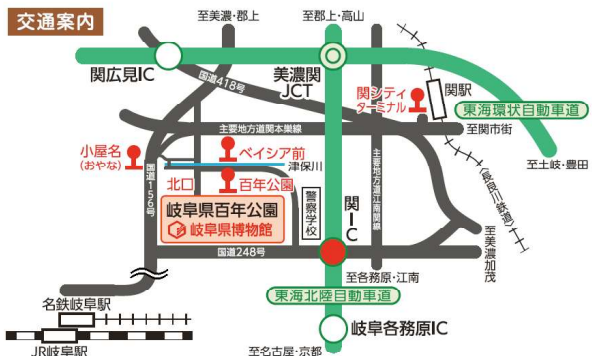 交通案内
至美濃・郡上
至郡上・高山
関広見IC
国道418号
美濃関
JCT
関シティ
ターミナル
関駅
東海環状自動車道
主要地方道関本巣線
至関市街
小屋名
(おやな)
ベイシア前
津保川
至土岐・豊田
国道156号
北口
百年公園
岐阜県百年公園
岐阜県博物館
警察学校
関IC
主要地方道江南関線
(長良川鉄道)
国道248号
至美濃加茂
至各務原・江南
東海北陸自動車道
名鉄岐阜駅
岐阜各務原IC
JR岐阜駅
至名古屋・京都